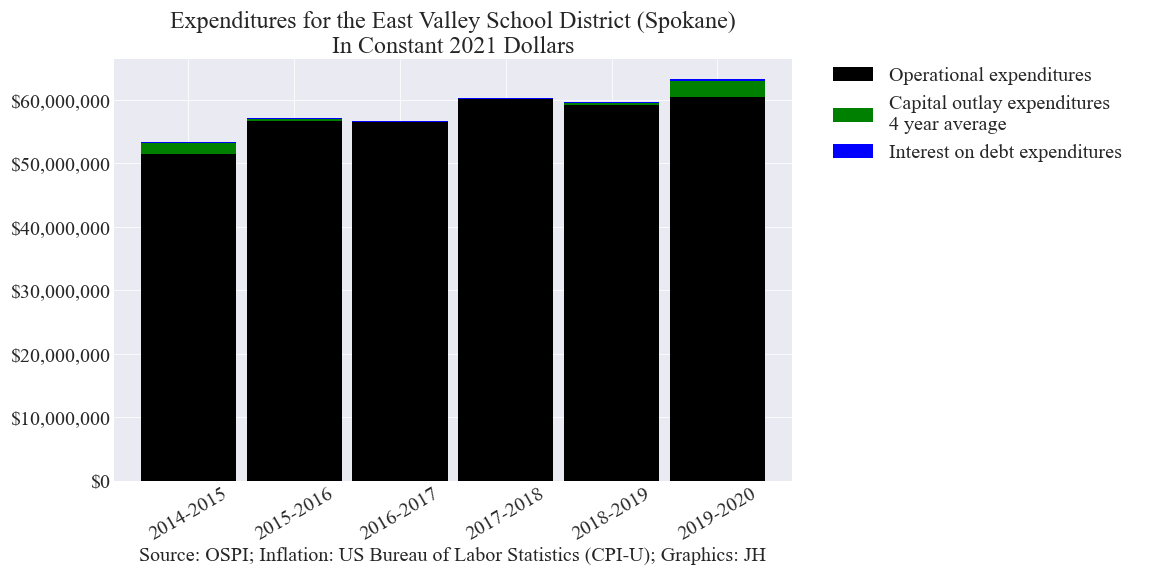 Expenditures for the East Valley School District (Spokane)
In Constant 2021 Dollars
Operational expenditures
Capital outlay expenditures
4 year average
Interest on debt expenditures
$60,000,000
$50,000,000
$40,000,000
$30,000,000
$20,000,000
$10,000,000
$0
2014-2015
2015-2016
2016-2017
2017-2018
2018-2019
2019-2020
Source: OSPI; Inflation: US Bureau of Labor Statistics (CPI-U); Graphics: JH